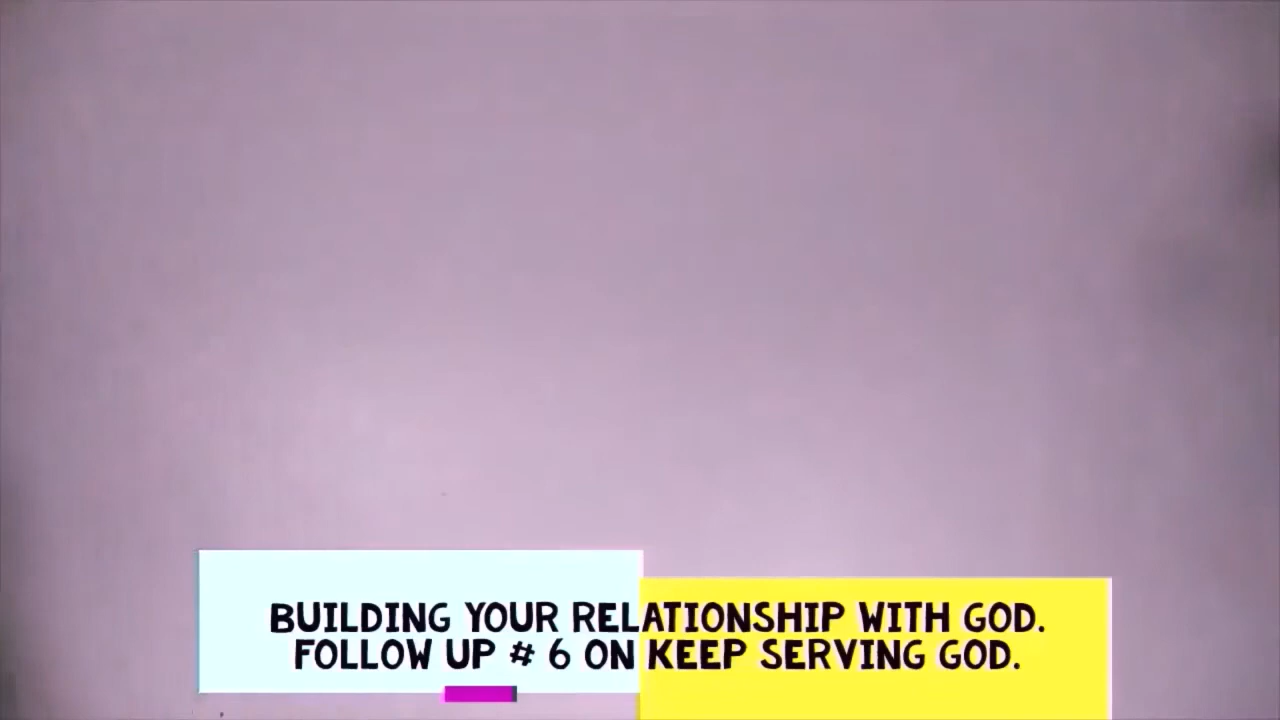 BUILDING YOUR RELATIONSHIP WITH GOD.
FOLLOW UP # 6 ON KEEP SERVING GOD.